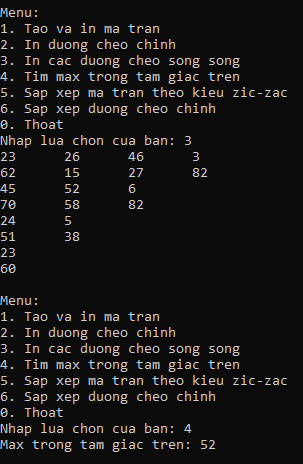 Menu:
1. Tao va in ma tran
2. In duong cheo chinh
3. In cac duong cheo song song
4. Tim max trong tam giac tren
5. Sap xep ma tran theo kieu zic-zac
6. Sap xep duong cheo chinh
0. Thoat
Nhap lua chon cua ban: 3
23 26 46 3
62 15 27 82
45 52 6
70 58 82
24 5
51 38
23
60
Menu:
1. Tao va in ma tran
2. In duong cheo chinh
3. In cac duong cheo song song
4. Tim max trong tam giac tren
5. Sap xep ma tran theo kieu zic-zac
6. Sap xep duong cheo chinh
0. Thoat
Nhap lua chon cua ban: 4
Max trong tam giac tren: 52